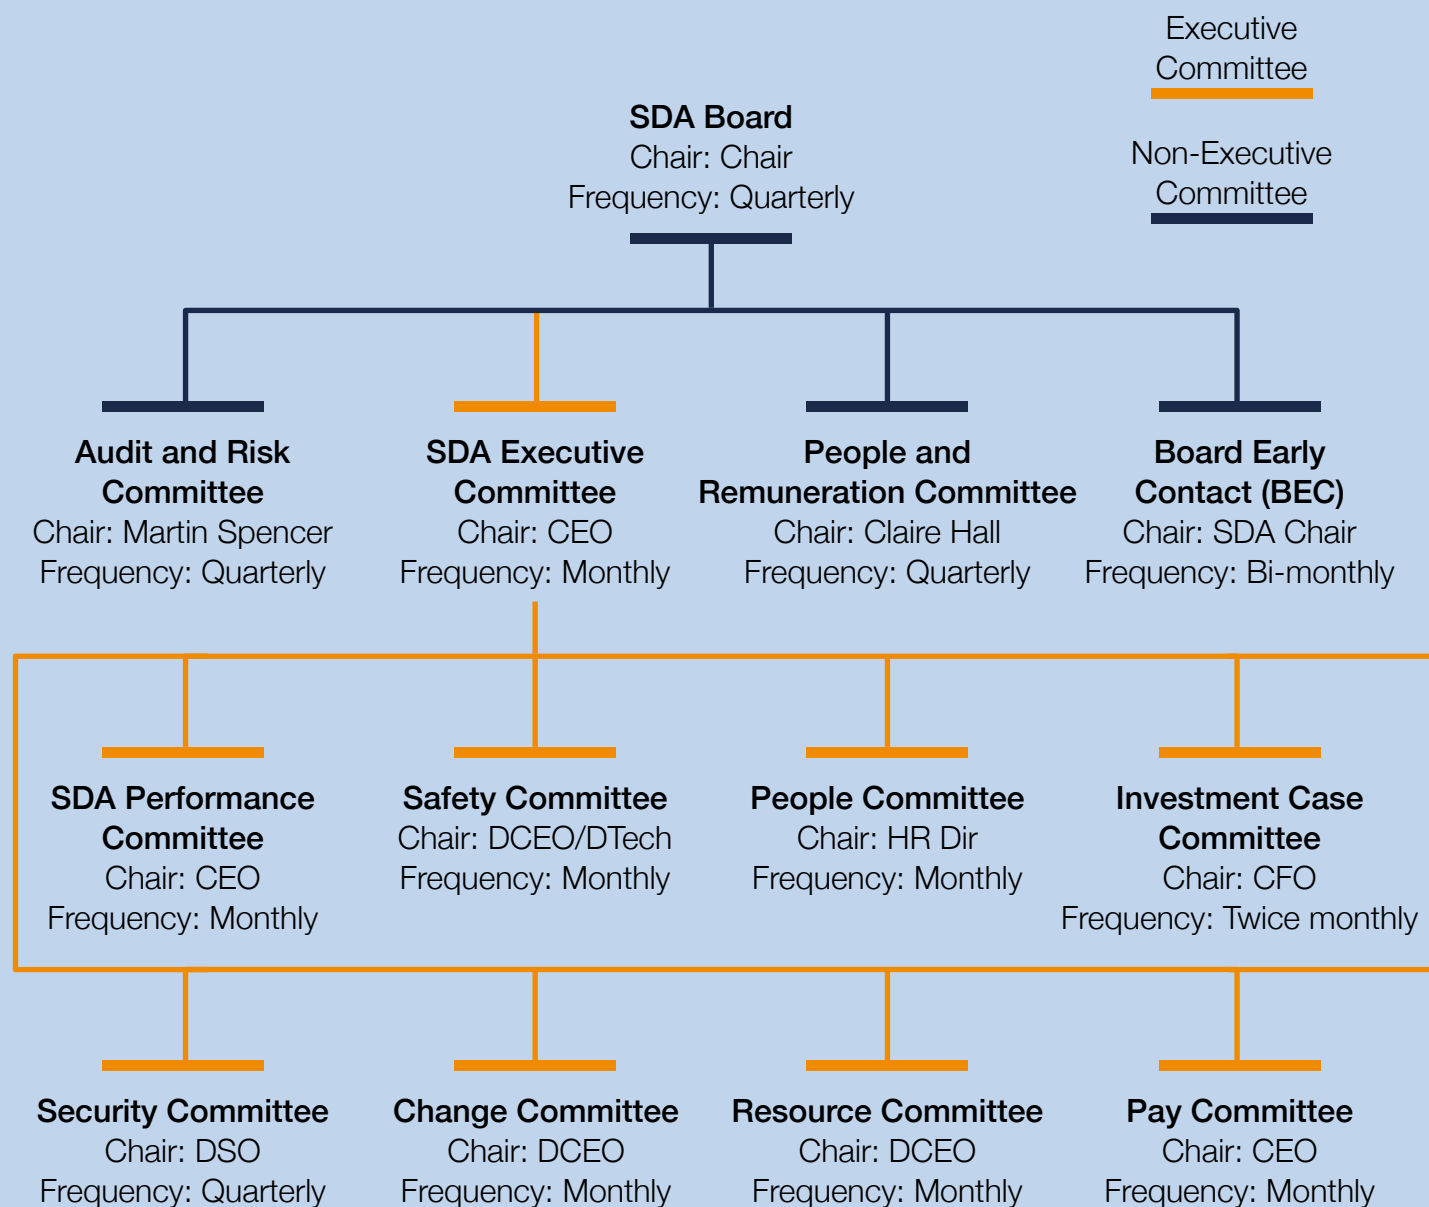 Executive
Committee
Non-Executive
Committee
SDA Board
Chair: Chair
Frequency: Quarterly
Audit and Risk
Committee
Chair: Martin Spencer
Frequency: Quarterly
SDA Executive
Committee
Chair: CEO
Frequency: Monthly
People and
Remuneration Committee
Chair: Claire Hall
Frequency: Quarterly
Board Early
Contact (BEC)
Chair: SDA Chair
Frequency: Bi-monthly
SDA Performance
Committee
Chair: CEO
Frequency: Monthly
Safety Committee
Chair: DCEO/DTech
Frequency: Monthly
People Committee
Chair: HR Dir
Frequency: Monthly
Investment Case
Committee
Chair: CFO
Frequency: Twice monthly
Security Committee
Chair: DSO
Frequency: Quarterly
Change Committee
Chair: DCEO
Frequency: Monthly
Resource Committee
Chair: DCEO
Frequency: Monthly
Pay Committee
Chair: CEO
Frequency: Monthly